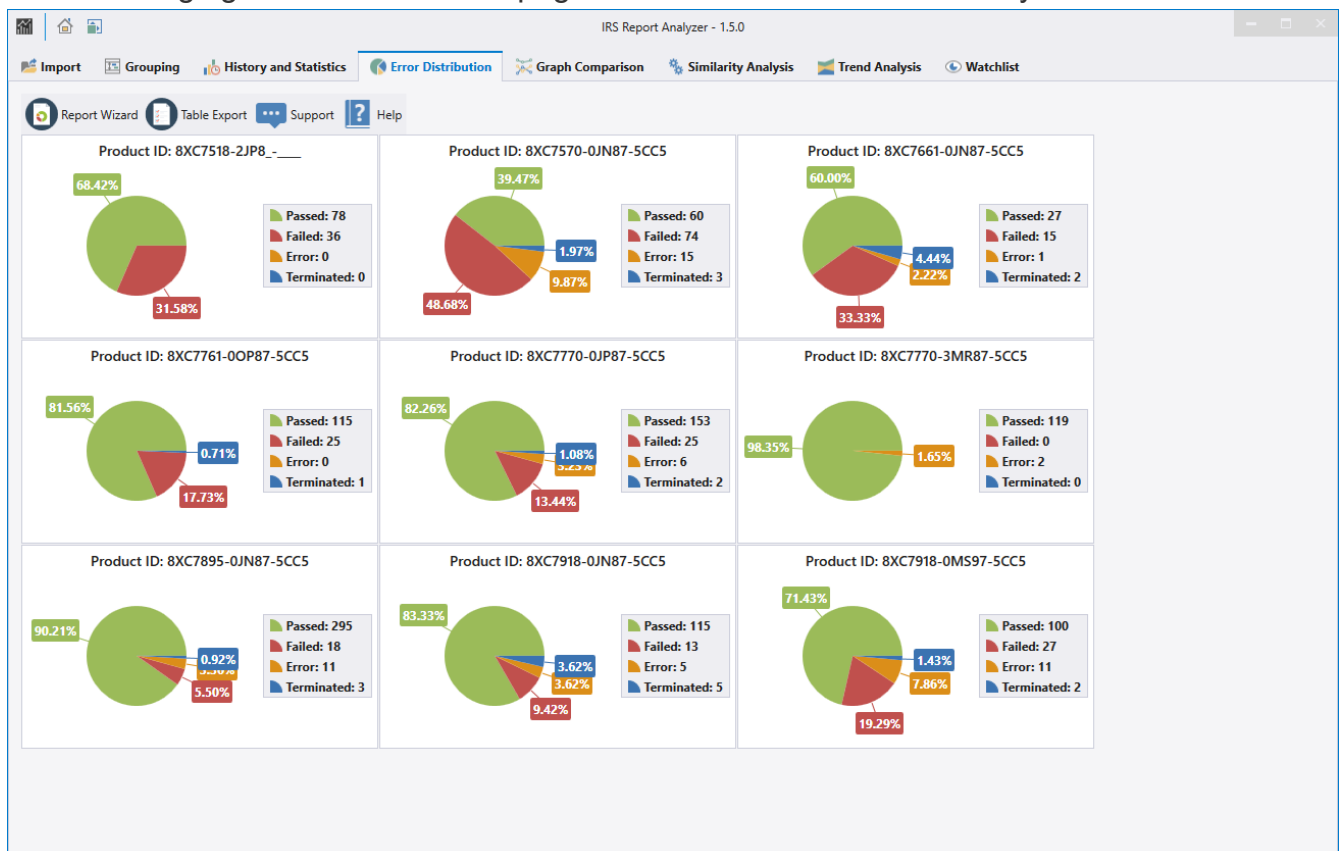 IRS Report Analyzer - 1.5.0
Import Grouping History and Statistics Error Distribution Graph Comparison Similarity Analysis Trend Analysis Watchlist
Report Wizard Table Export Support Help
Product ID: 8XC7518-2JP8_-___
68.42%
31.58%
Passed: 78
Failed: 36
Error: 0
Terminated: 0
Product ID: 8XC7570-0JN87-5CC5
39.47%
1.97%
9.87%
48.68%
Passed: 60
Failed: 74
Error: 15
Terminated: 3
Product ID: 8XC7661-0JN87-5CC5
60.00%
4.44%
2.22%
33.33%
Passed: 27
Failed: 15
Error: 1
Terminated: 2
Product ID: 8XC7761-0OP87-5CC5
81.56%
0.71%
17.73%
Passed: 115
Failed: 25
Error: 0
Terminated: 1
Product ID: 8XC7770-0JP87-5CC5
82.26%
1.08%
13.44%
Passed: 153
Failed: 25
Error: 6
Terminated: 2
Product ID: 8XC7770-3MR87-5CC5
98.35%
1.65%
Passed: 119
Failed: 0
Error: 2
Terminated: 0
Product ID: 8XC7895-0JN87-5CC5
90.21%
0.92%
5.50%
Passed: 295
Failed: 18
Error: 11
Terminated: 3
Product ID: 8XC7918-0JN87-5CC5
83.33%
3.62%
3.62%
9.42%
Passed: 115
Failed: 13
Error: 5
Terminated: 5
Product ID: 8XC7918-0MS97-5CC5
71.43%
1.43%
7.86%
19.29%
Passed: 100
Failed: 27
Error: 11
Terminated: 2